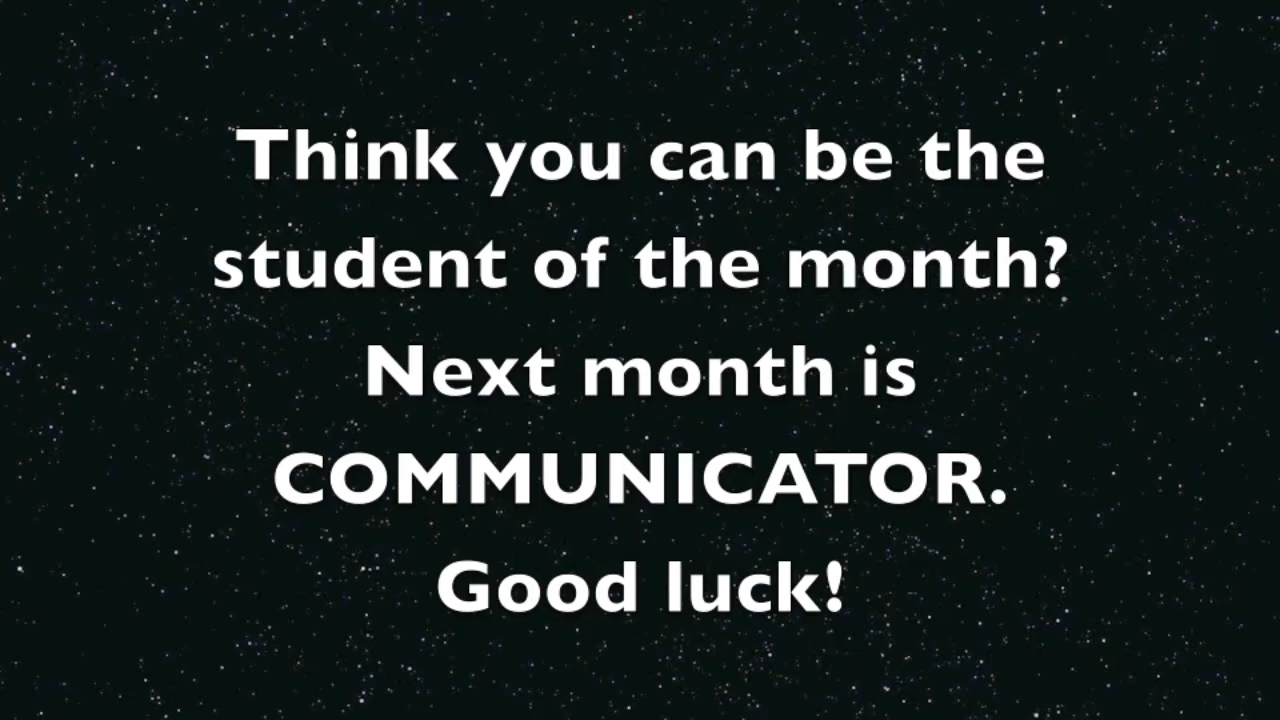 Think you can be the
student of the month?
Next month is
COMMUNICATOR.
Good luck!